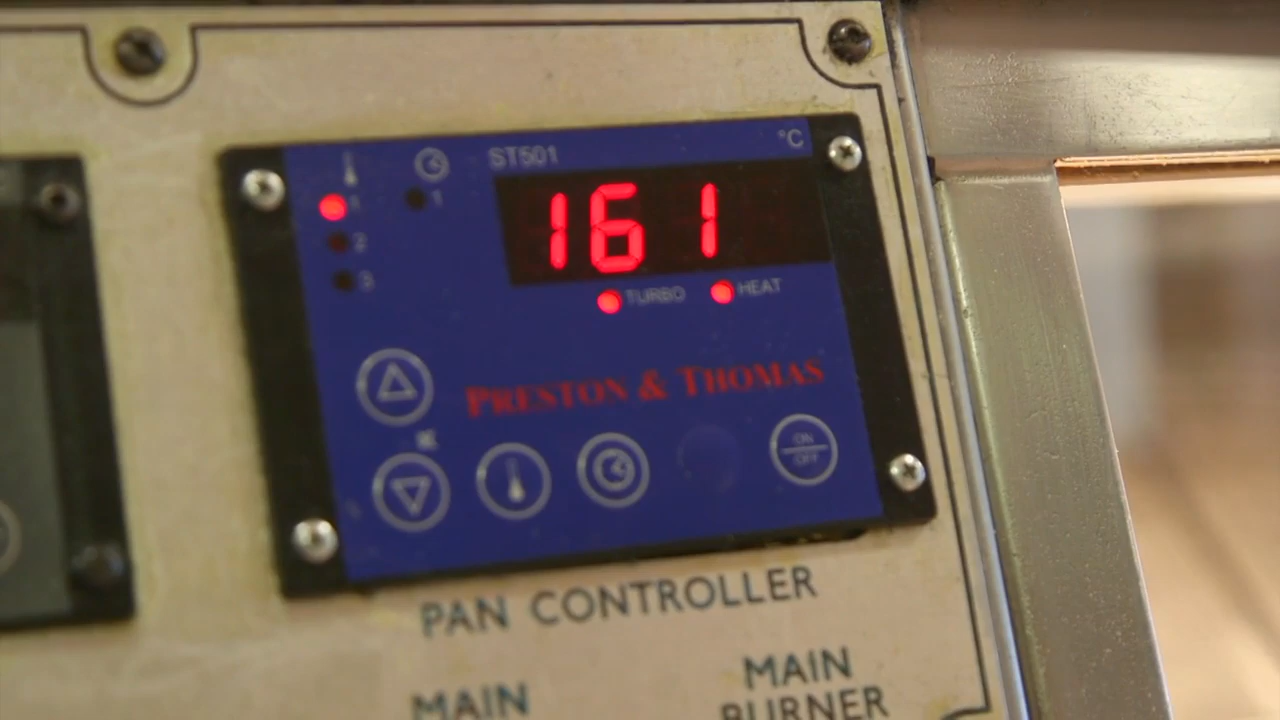 ST501 °C
1 1
161
2
3
TURBO HEAT
PRESTON & THOMAS
ON
OFF
PAN CONTROLLER
MAIN
MAIN
BURNER